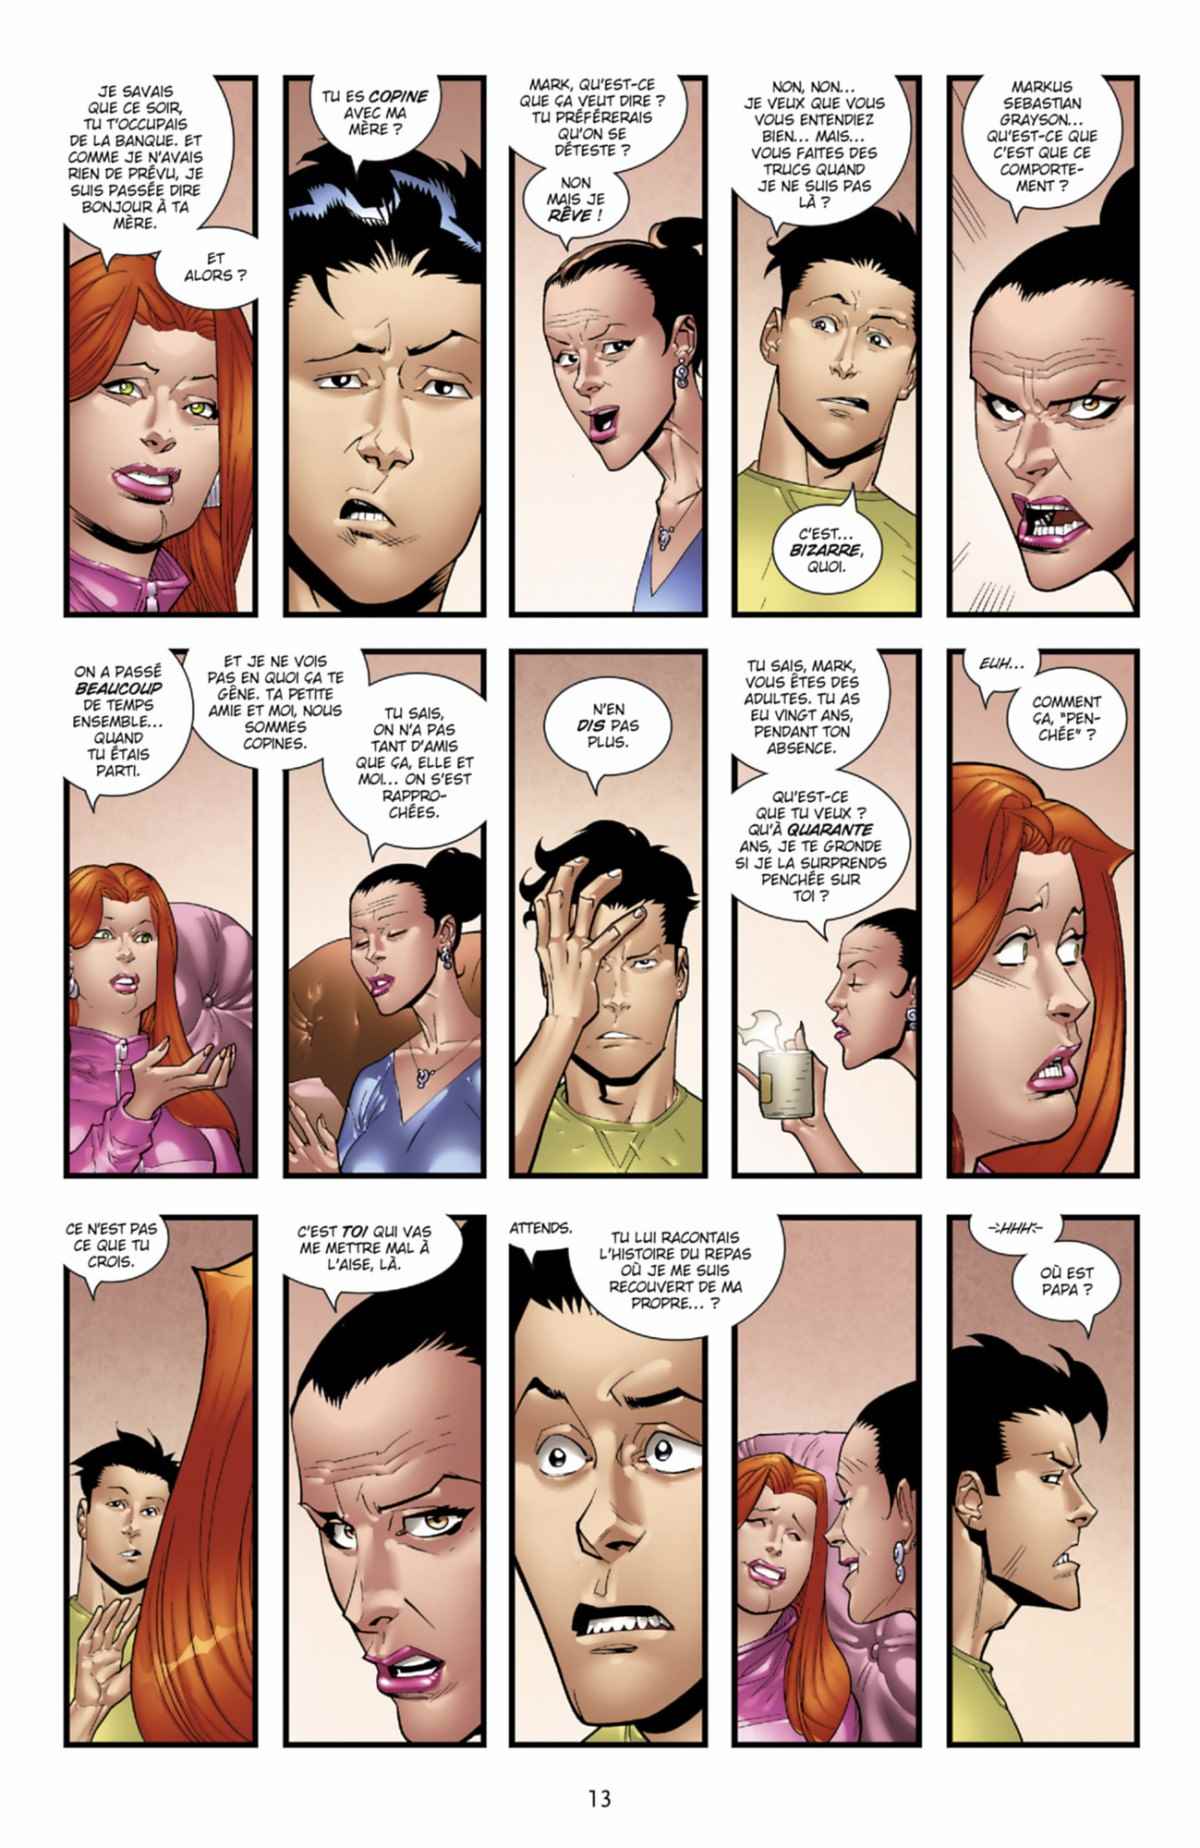 JE SAVAIS
QUE CE SOIR,
TU T'OCCUPAIS
DE LA BANQUE. ET
COMME JE N'AVAIS
RIEN DE PRÉVU, JE
SUIS PASSÉE DIRE
BONJOUR À TA
MÈRE.
ET
ALORS ?
TU ES COPINE
AVEC MA
MÈRE ?
MARK, QU'EST-CE
QUE ÇA VEUT DIRE ?
TU PRÉFÉRERAIS
QU'ON SE
DÉTESTE ?
NON
MAIS JE
RÊVE !
NON, NON...
JE VEUX QUE VOUS
VOUS ENTENDIEZ
BIEN... MAIS...
VOUS FAITES DES
TRUCS QUAND
JE NE SUIS PAS
LÀ ?
C'EST...
BIZARRE,
QUOI.
MARKUS
SEBASTIAN
GRAYSON...
QU'EST-CE QUE
C'EST QUE CE
COMPORTE-
MENT ?
ON A PASSÉ
BEAUCOUP
DE TEMPS
ENSEMBLE...
QUAND
TU ÉTAIS
PARTI.
ET JE NE VOIS
PAS EN QUOI ÇA TE
GÊNE. TA PETITE
AMIE ET MOI, NOUS
SOMMES
COPINES.
TU SAIS,
ON N'A PAS
TANT D'AMIS
QUE ÇA, ELLE ET
MOI... ON S'EST
RAPPRO-
CHÉES.
N'EN
DIS PAS
PLUS.
TU SAIS, MARK,
VOUS ÊTES DES
ADULTES. TU AS
EU VINGT ANS,
PENDANT TON
ABSENCE.
QU'EST-CE
QUE TU VEUX ?
QU'À QUARANTE
ANS, JE TE GRONDE
SI JE LA SURPRENDS
PENCHÉE SUR
TOI ?
EUH...
COMMENT
ÇA, "PEN-
CHÉE" ?
CE N'EST PAS
CE QUE TU
CROIS.
C'EST TOI QUI VAS
ME METTRE MAL À
L'AISE, LÀ.
ATTENDS.
TU LUI RACONTAIS
L'HISTOIRE DU REPAS
OÙ JE ME SUIS
RECOUVERT DE MA
PROPRE... ?
-HHH-
OÙ EST
PAPA ?
13